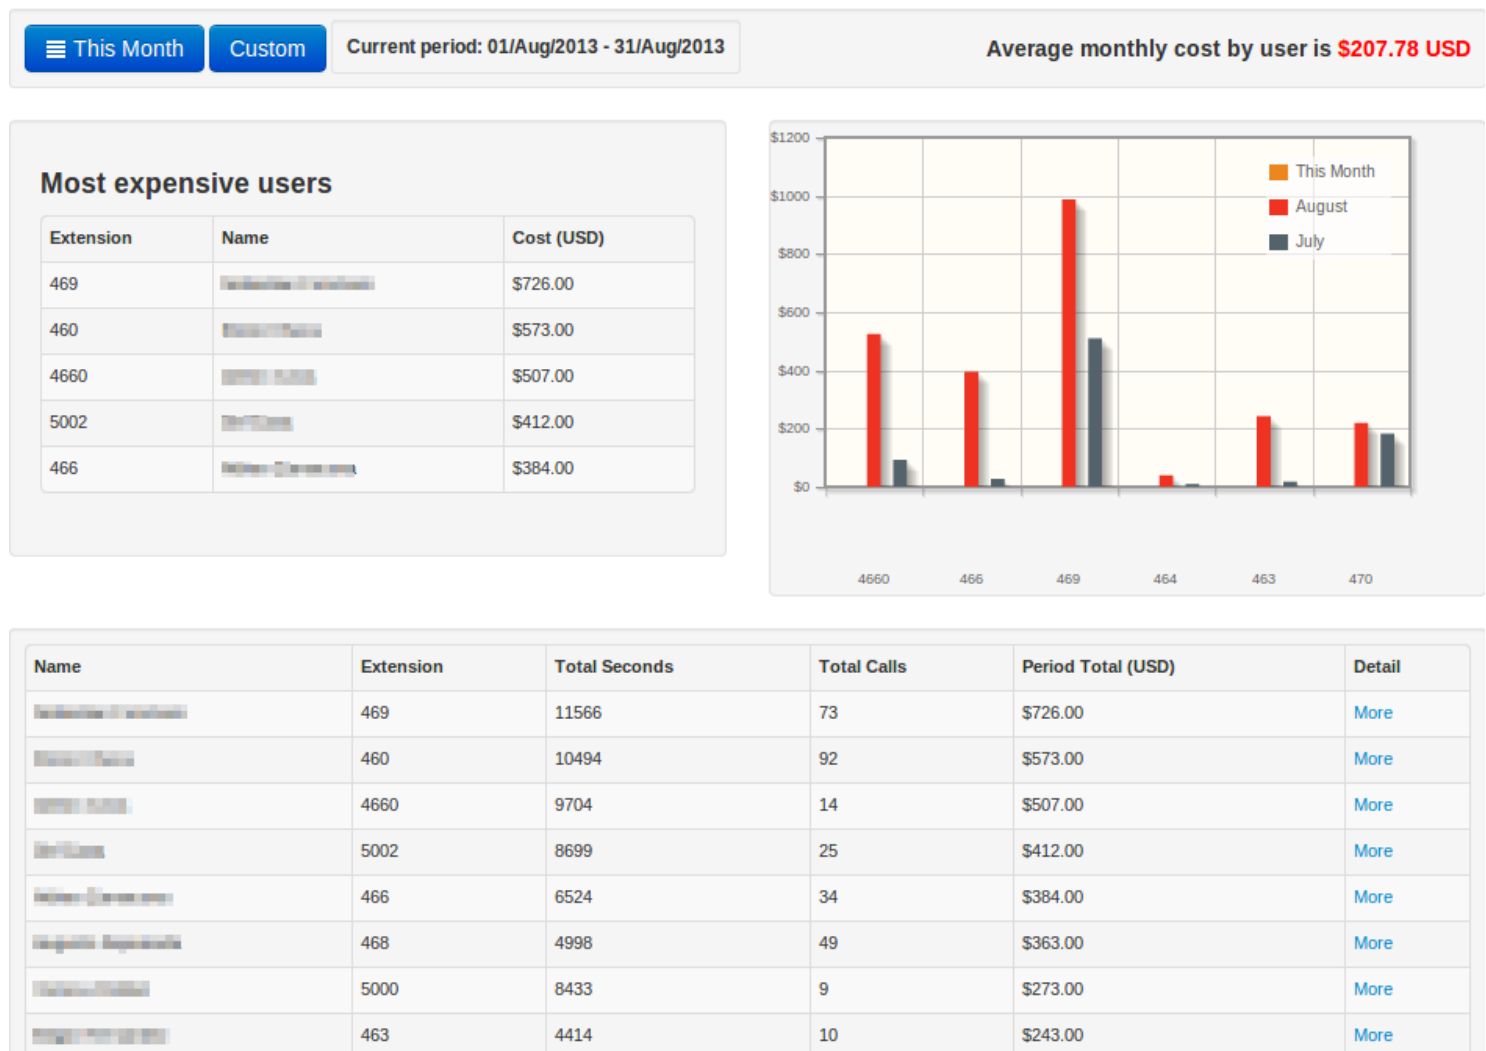 This Month Custom Current period: 01/Aug/2013 - 31/Aug/2013 Average monthly cost by user is $207.78 USD
Most expensive users
Extension Name Cost (USD)
469 $726.00
460 $573.00
4660 $507.00
5002 $412.00
466 $384.00
$1200
$1000
$800
$600
$400
$200
$0
This Month
August
July
4660 466 469 464 463 470
Name Extension Total Seconds Total Calls Period Total (USD) Detail
469 11566 73 $726.00 More
460 10494 92 $573.00 More
4660 9704 14 $507.00 More
5002 8699 25 $412.00 More
466 6524 34 $384.00 More
468 4998 49 $363.00 More
5000 8433 9 $273.00 More
463 4414 10 $243.00 More